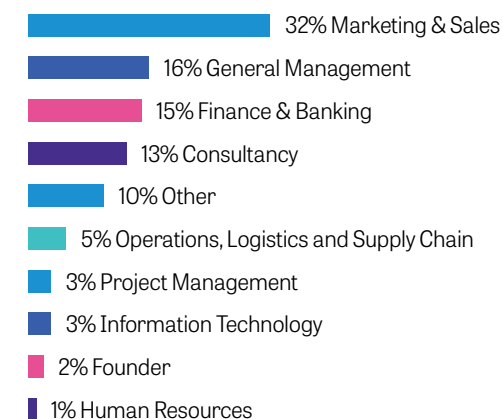 32% Marketing & Sales
16% General Management
15% Finance & Banking
13% Consultancy
10% Other
5% Operations, Logistics and Supply Chain
3% Project Management
3% Information Technology
2% Founder
1% Human Resources